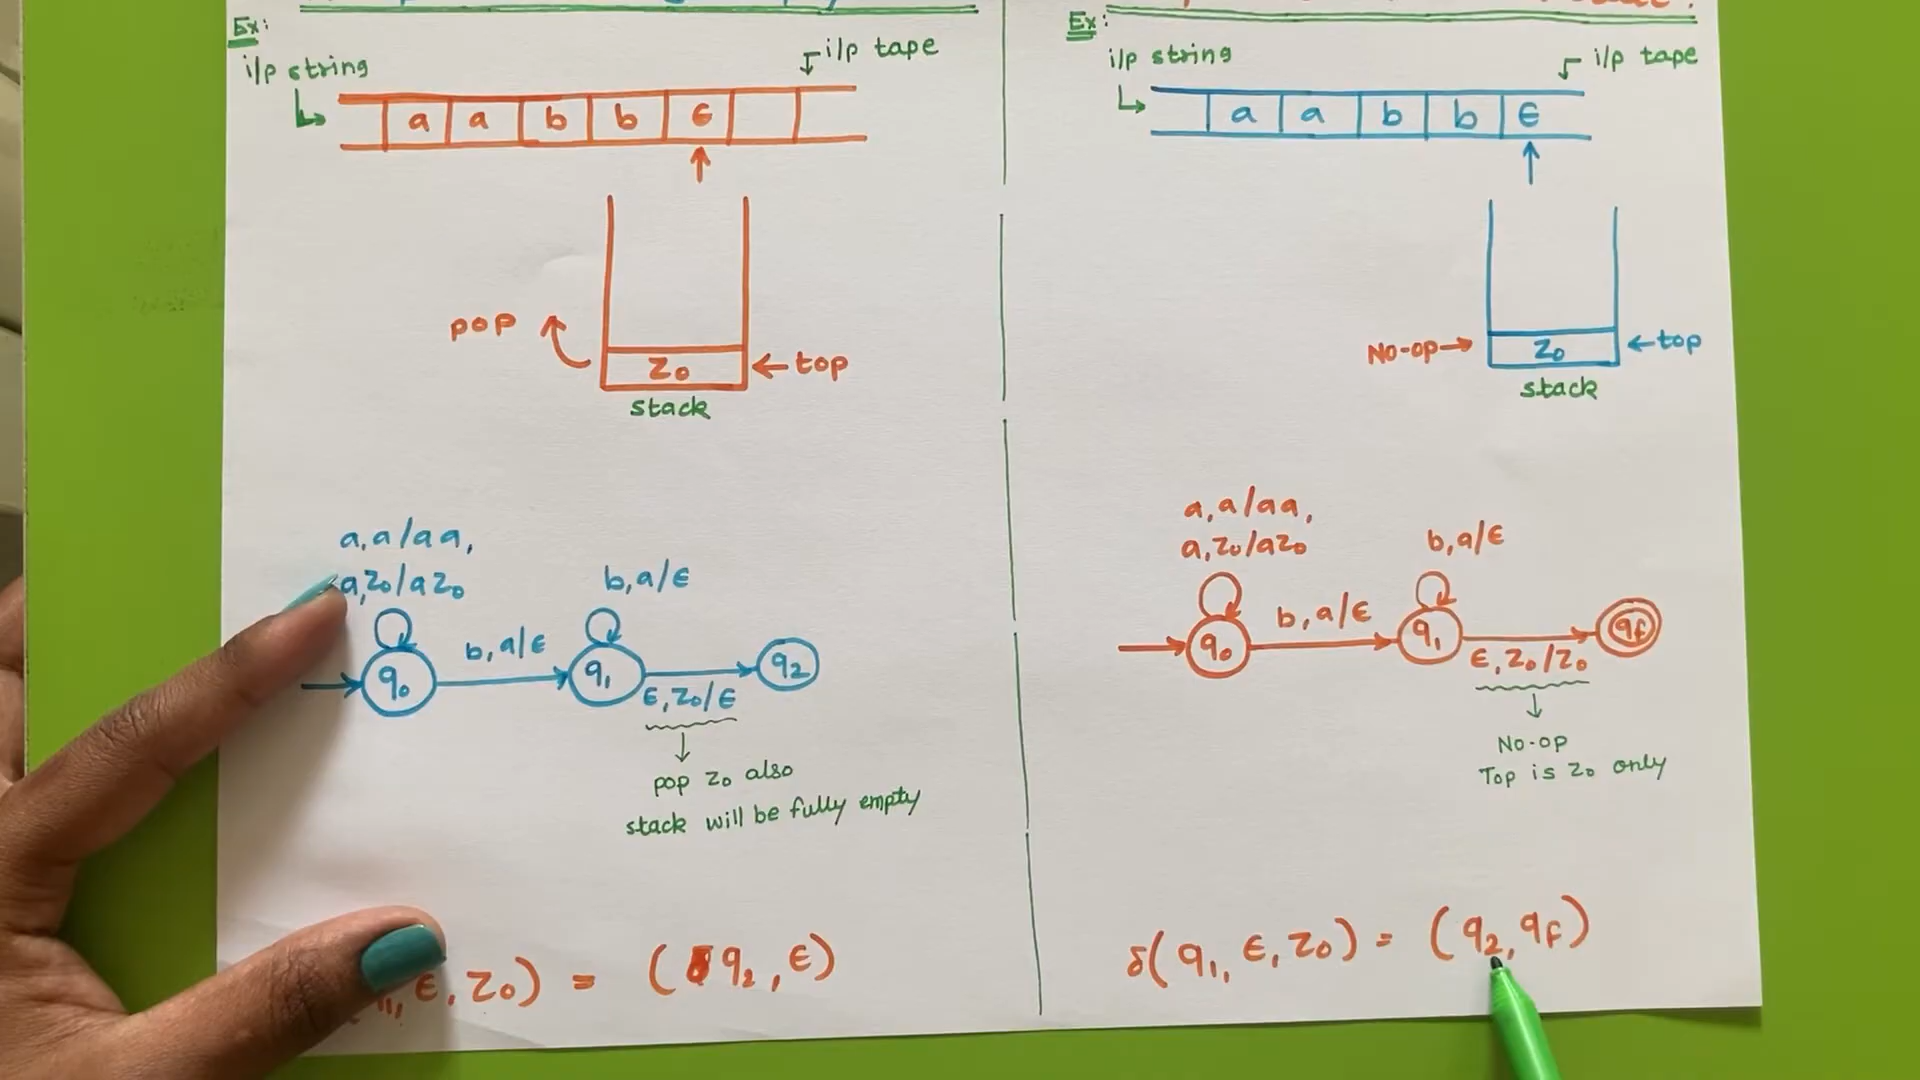 Ex:
i/p string
i/p tape
a a b b ϵ
pop
Z0
top
stack
a, a/aa,
a, Z0/aZ0
b, a/ϵ
b, a/ϵ
q0
q1
q2
ϵ, Z0/ϵ
pop Z0 also
stack will be fully empty
ϵ, Z0) = (q2, ϵ)
Ex:
i/p string
i/p tape
a a b b ϵ
No-op
Z0
top
stack
a, a/aa,
a, Z0/aZ0
b, a/ϵ
b, a/ϵ
q0
q1
qf
ϵ, Z0/Z0
No-op
Top is Z0 only
δ(q1, ϵ, Z0) = (q2, qf)